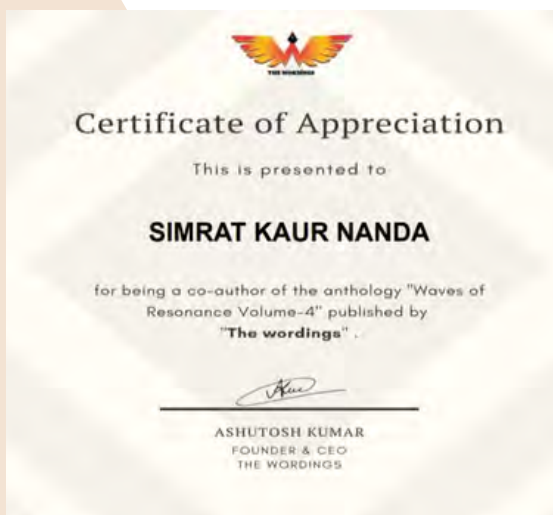 THE WORDINGS
Certificate of Appreciation
This is presented to
SIMRAT KAUR NANDA
for being a co-author of the anthology "Waves of
Resonance Volume-4" published by
"The wordings" .
ASHUTOSH KUMAR
FOUNDER & CEO
THE WORDINGS